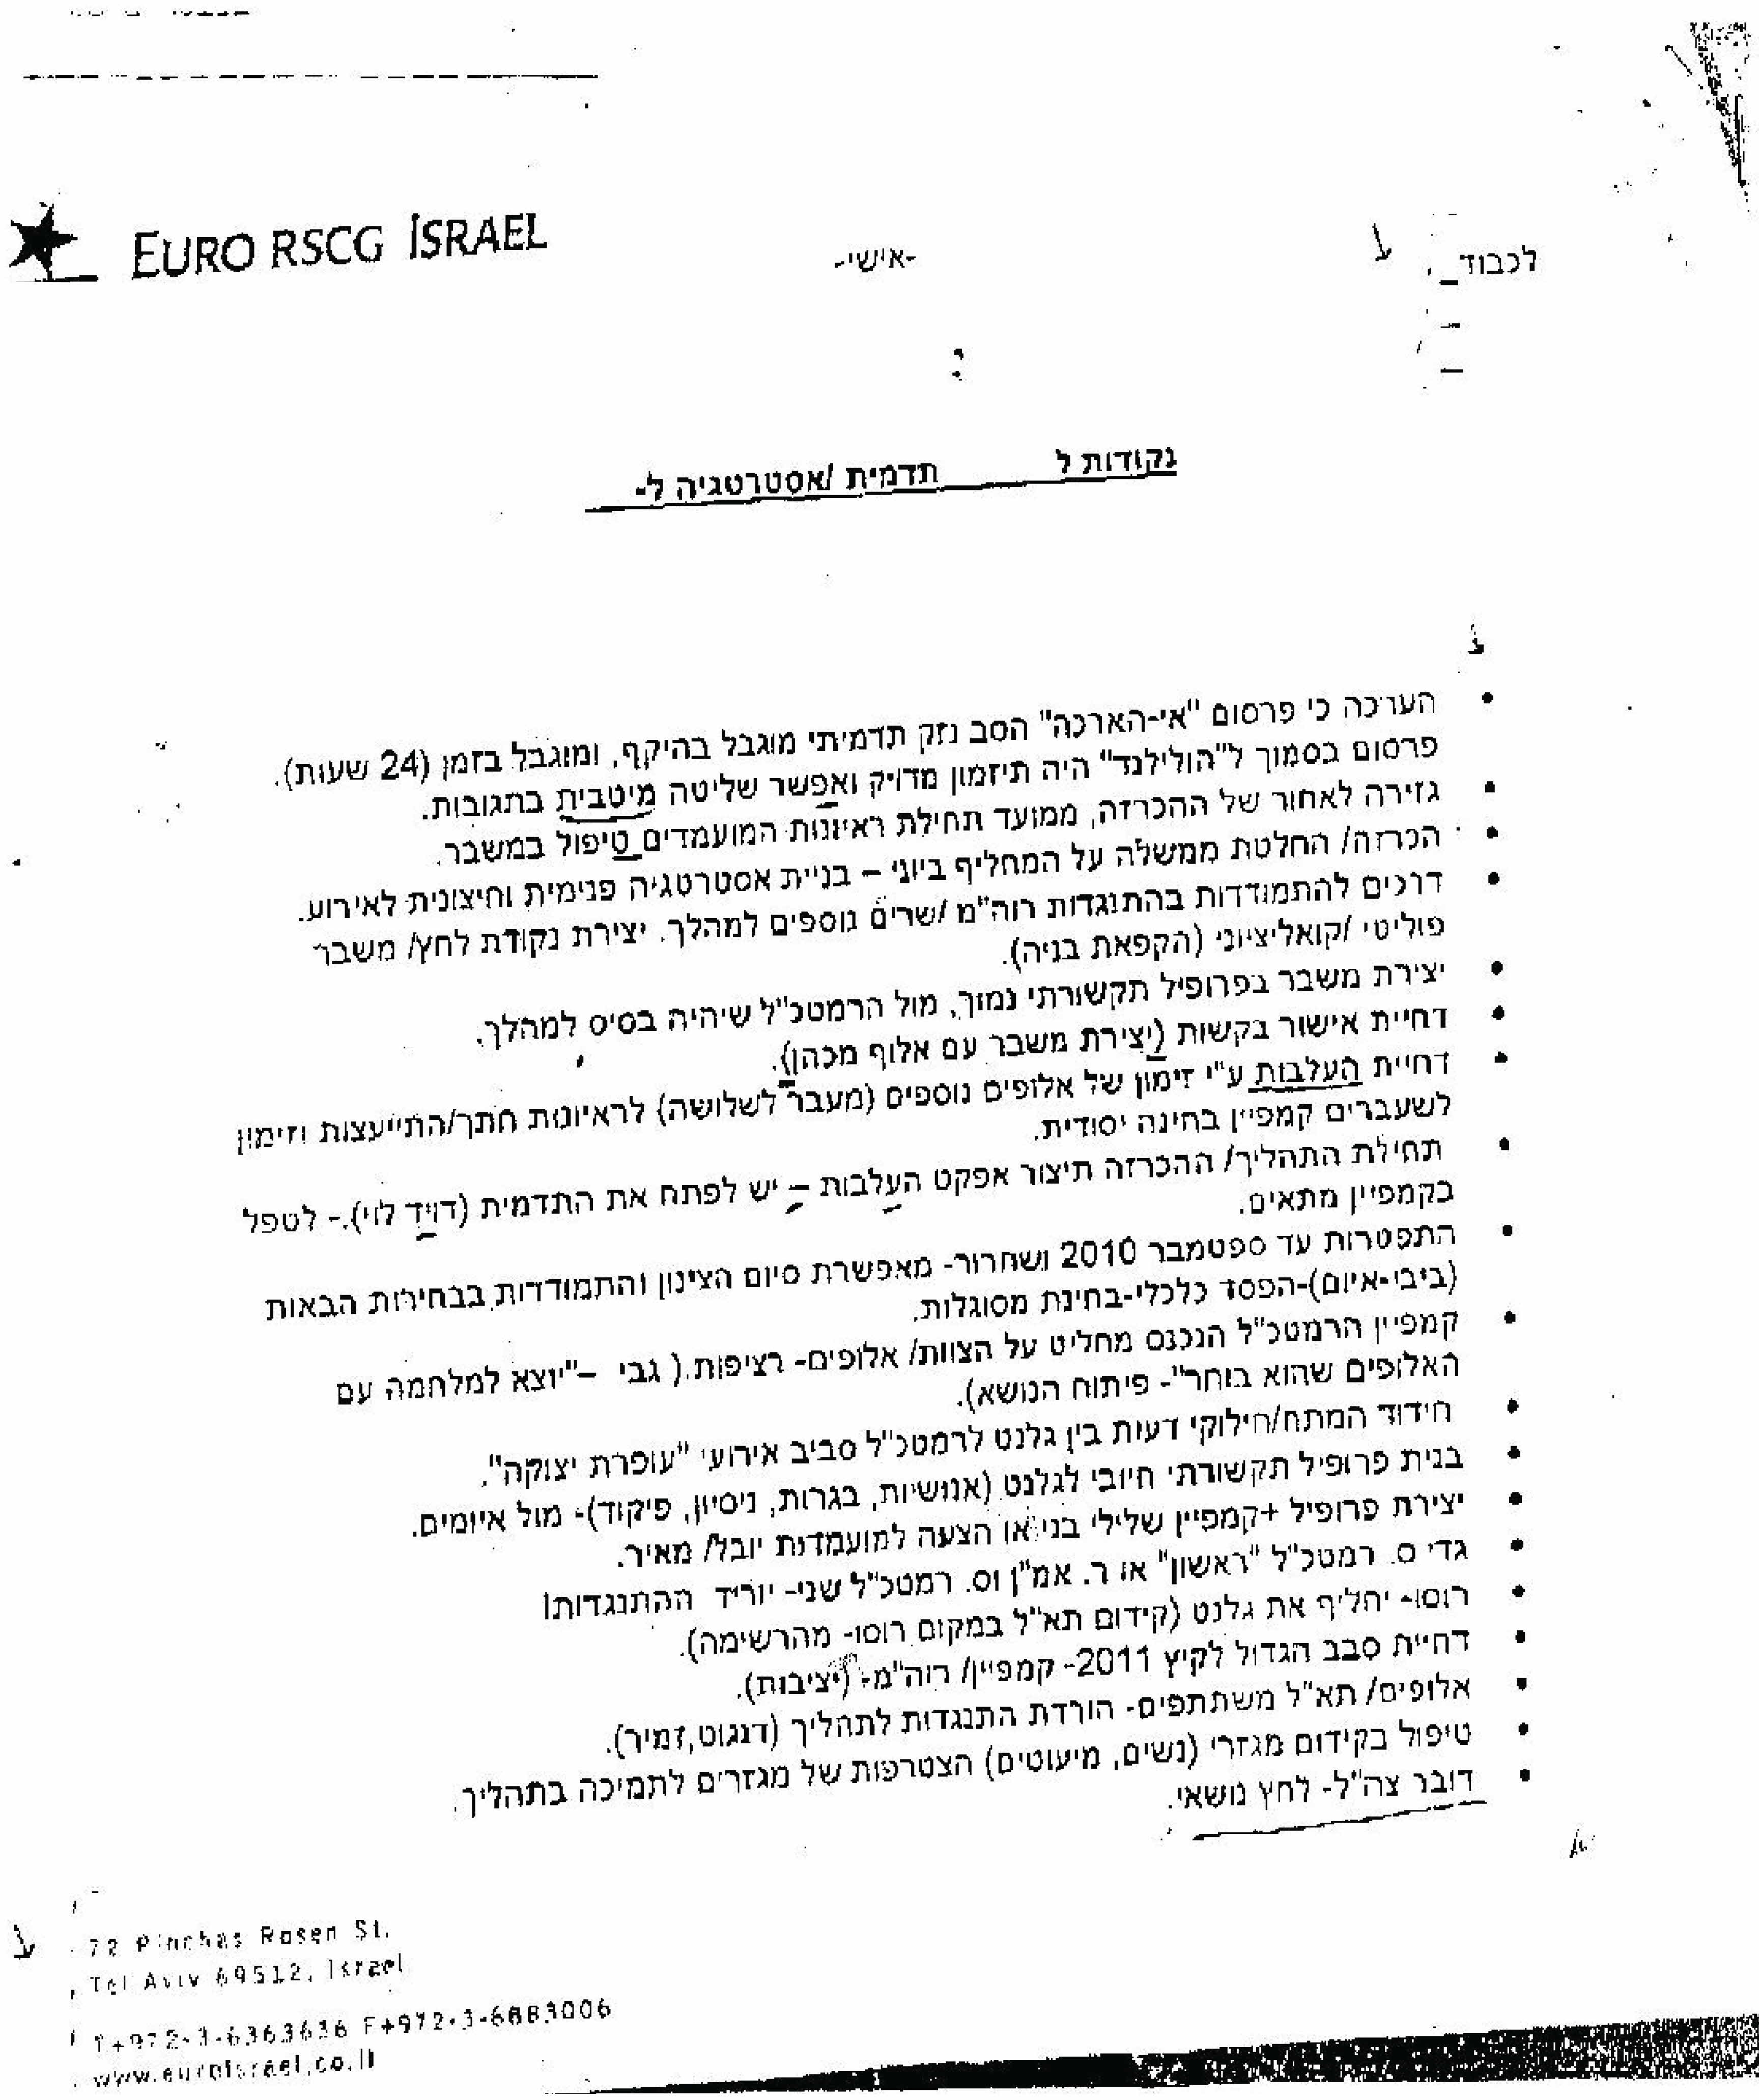 EURO RSCG ISRAEL
-אישי-
לכבוד
נקודות ל תדמית /אסטרטגיה ל-
הערכה כי פרסום "אי-הארכה" הסב נזק תדמיתי מוגבל בהיקף, ומוגבל בזמן (24 שעות).
פרסום בסמוך ל"הולילנד" היה תיזמון מדויק ואפשר שליטה מיטבית בתגובות.
• גזירה לאחור של ההכרזה, ממועד תחילת ראיונות המועמדים טיפול במשבר.
• הכרזה/ החלטת ממשלה על המחליף ביוני – בניית אסטרטגיה פנימית וחיצונית לאירוע.
• דרכים להתמודדות בהתנגדות רוה"מ /שרים נוספים למהלך. יצירת נקודת לחץ/ משבר
פוליטי /קואליציוני (הקפאת בניה).
• יצירת משבר בפרופיל תקשורתי נמוך, מול הרמטכ"ל שיהיה בסיס למהלך.
• דחיית אישור בקשות (יצירת משבר עם אלוף מכהן).
• דחיית העלבות ע"י זימון של אלופים נוספים (מעבר לשלושה) לראיונות חתך/התייעצות וזימון
לשעברים קמפיין בחינה יסודית.
• תחילת התהליך/ ההכרזה תיצור אפקט העלבות – יש לפתח את התדמית (דויד לוי).- לטפל
בקמפיין מתאים.
• התפטרות עד ספטמבר 2010 ושחרור- מאפשרת סיום הצינון והתמודדות בבחירות הבאות
(ביבי-איום)-הפסד כלכלי-בחינת מסוגלות.
• קמפיין הרמטכ"ל הנכנס מחליט על הצוות/ אלופים- רציפות.( גבי –"יוצא למלחמה עם
האלופים שהוא בוחר"- פיתוח הנושא).
• חידוד המתח/חילוקי דעות בין גלנט לרמטכ"ל סביב אירועי "עופרת יצוקה".
• בנית פרופיל תקשורתי חיובי לגלנט (אנושיות, בגרות, ניסיון, פיקוד)- מול איומים.
• יצירת פרופיל +קמפיין שלילי בני או הצעה למועמדות יובל/ מאיר.
• גדי ס. רמטכ"ל "ראשון" או ר. אמ"ן וס. רמטכ"ל שני- יוריד ההתנגדות!
• רוסו- יחליף את גלנט (קידום תא"ל במקום רוסו- מהרשימה).
• דחיית סבב הגדול לקיץ 2011- קמפיין/ רוה"מ- (יציבות).
• אלופים/ תא"ל משתתפים- הורדת התנגדות לתהליך (דנגוט,זמיר).
• טיפול בקידום מגזרי (נשים, מיעוטים) הצטרפות של מגזרים לתמיכה בתהליך.
• דובר צה"ל- לחץ נושאי.
72 Pinchas Rosen St.
Tel Aviv 69512, Israel
T+972-3-6363636 F+972-3-6883006
www.euroisrael.co.il